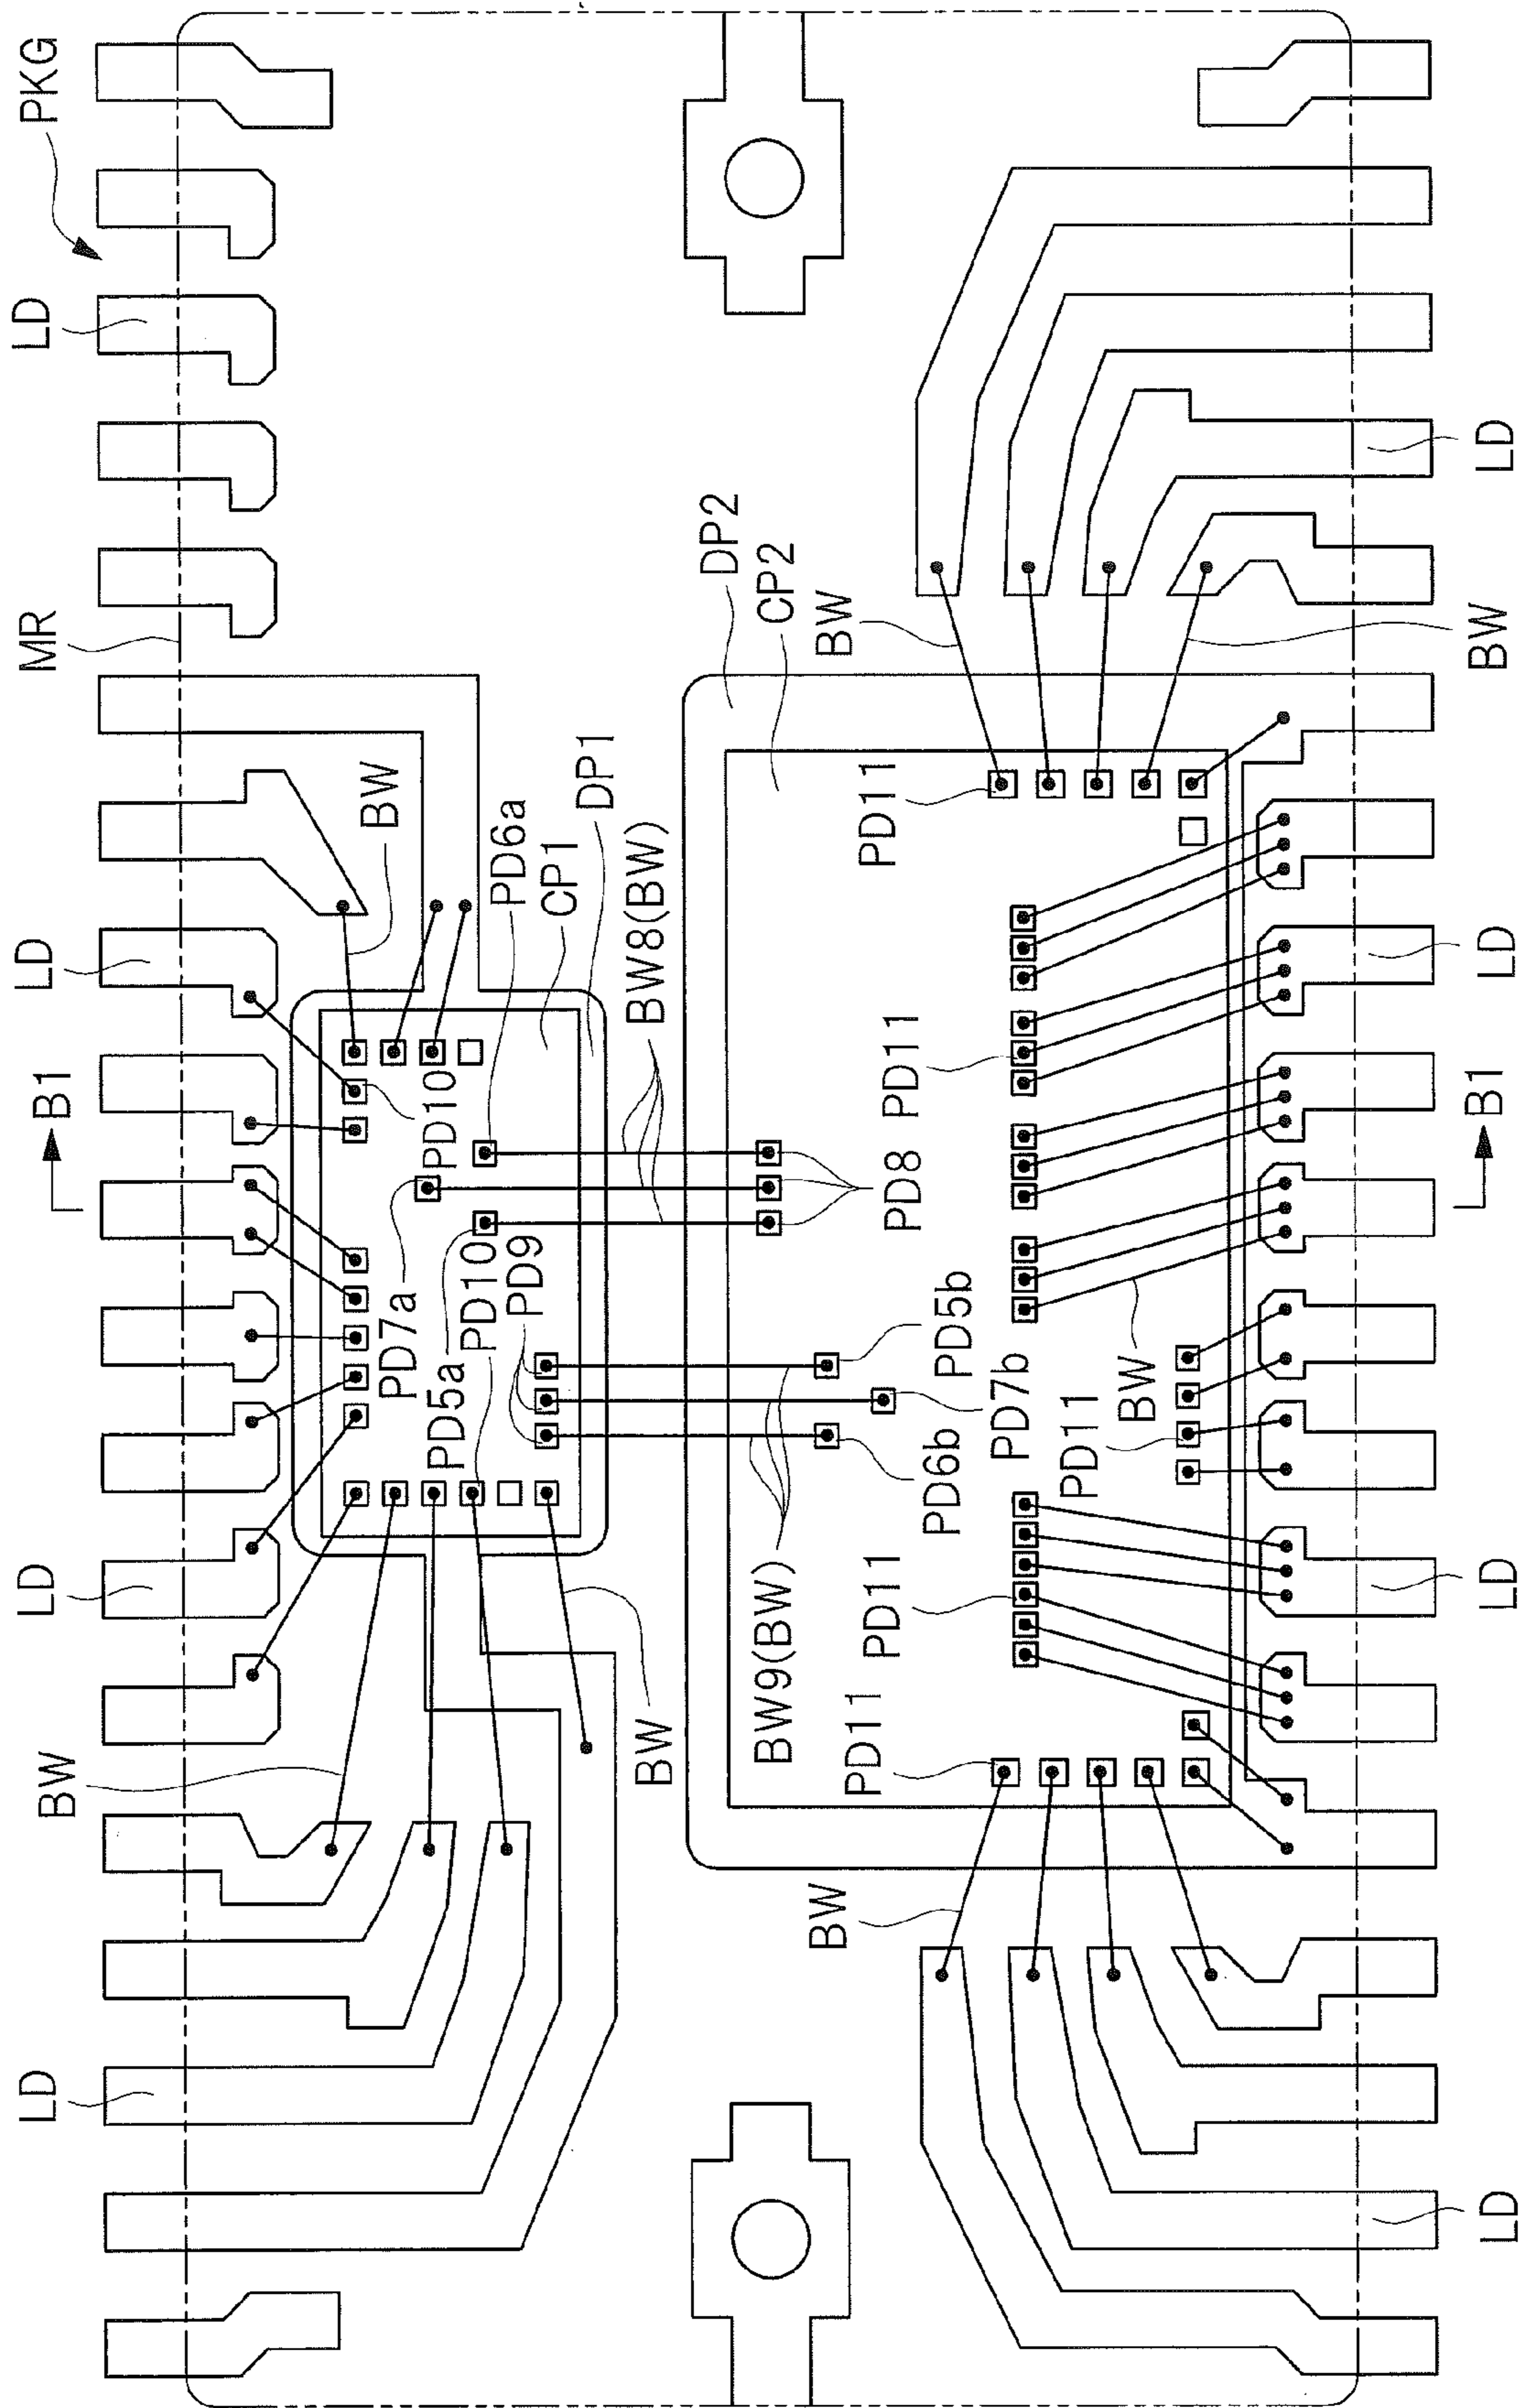 PKG
LD
MR
LD
B1
LD
BW
LD
BW
PD6a
CP1
DP1
BW8(BW)
PD10
PD7a
PD5a
PD10
PD9
BW
DP2
CP2
BW
PD11
PD11
PD8
PD5b
PD7b
PD6b
BW
PD11
BW9(BW)
PD11
PD11
BW
LD
BW
LD
B1
LD
LD